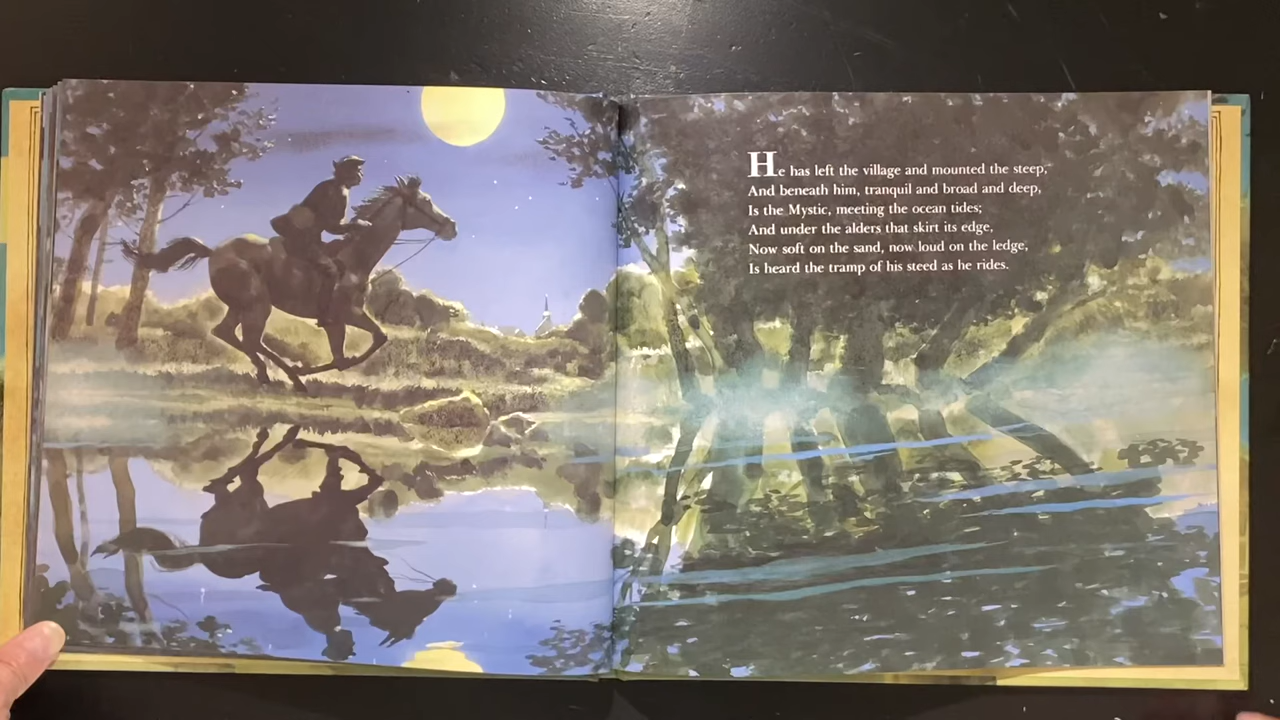 He has left the village and mounted the steep,
And beneath him, tranquil and broad and deep,
Is the Mystic, meeting the ocean tides;
And under the alders that skirt its edge,
Now soft on the sand, now loud on the ledge,
Is heard the tramp of his steed as he rides.